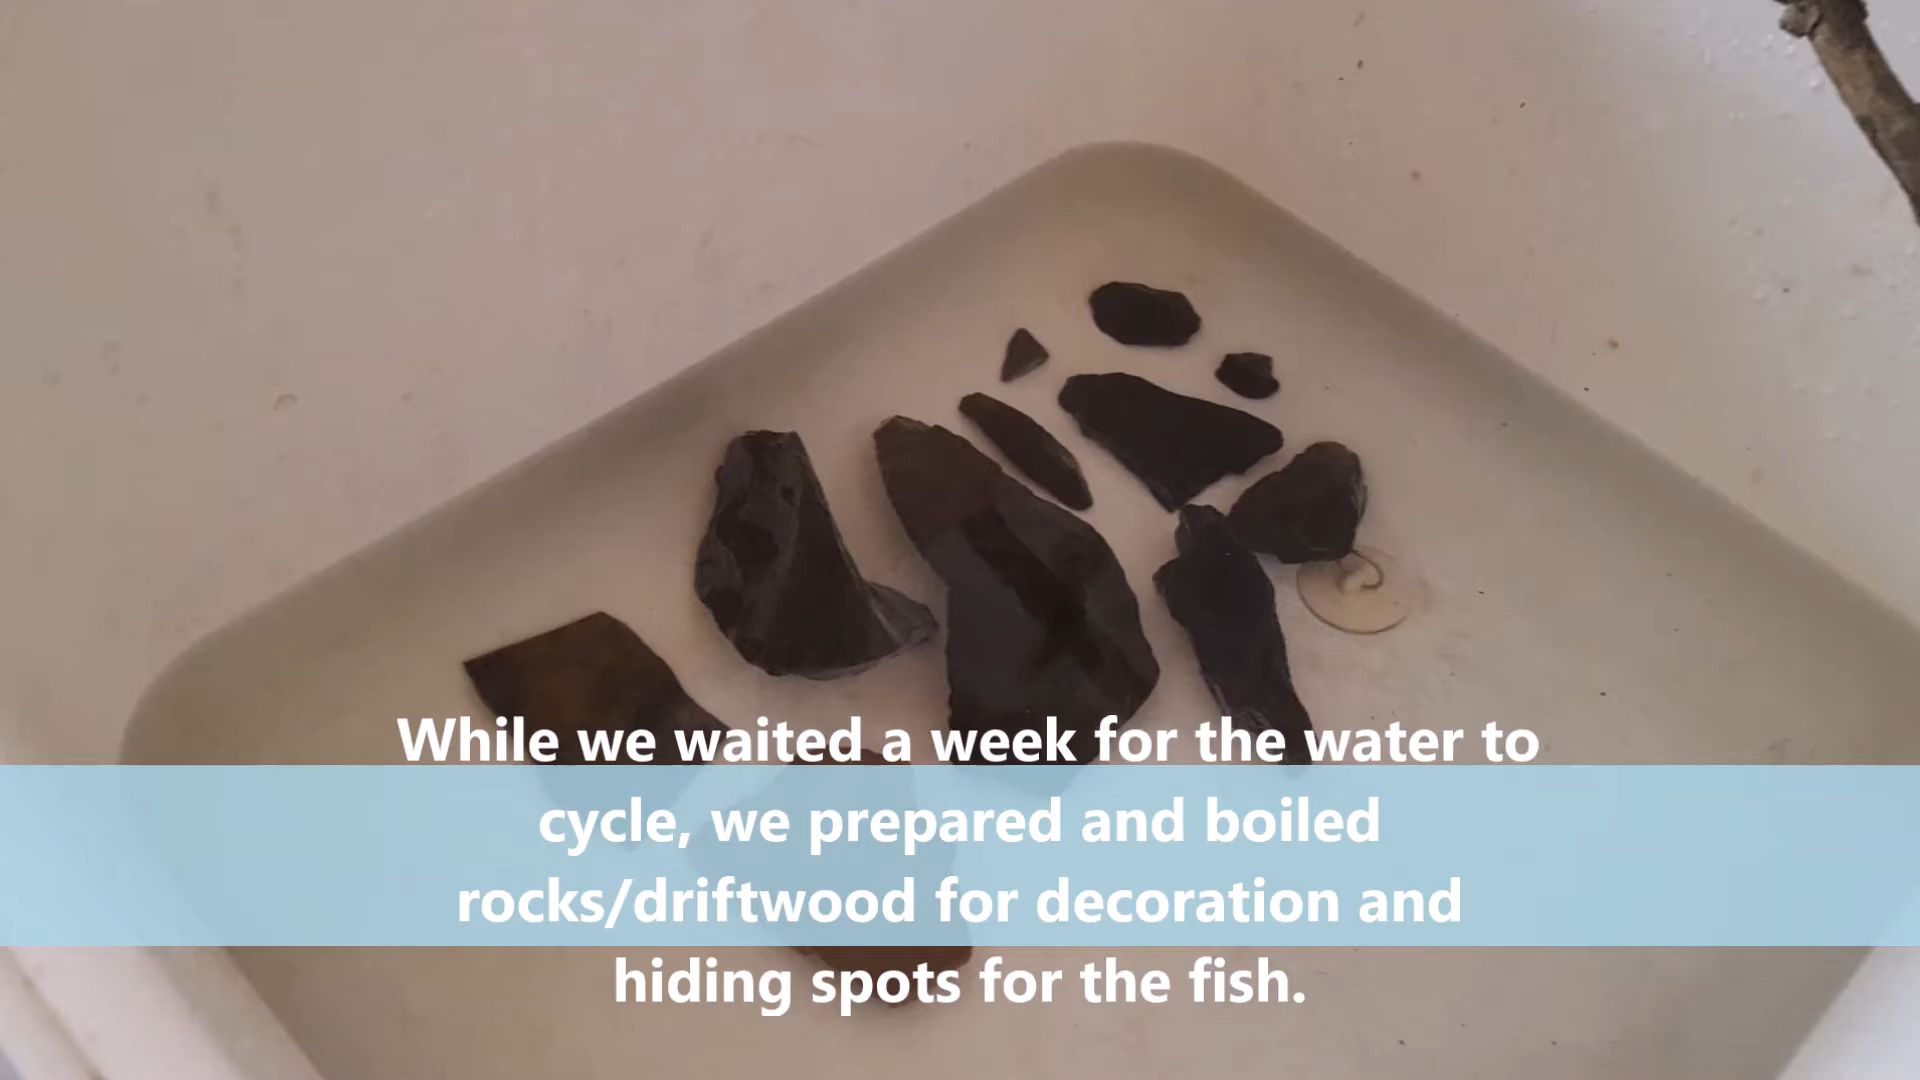 While we waited a week for the water to
cycle, we prepared and boiled
rocks/driftwood for decoration and
hiding spots for the fish.